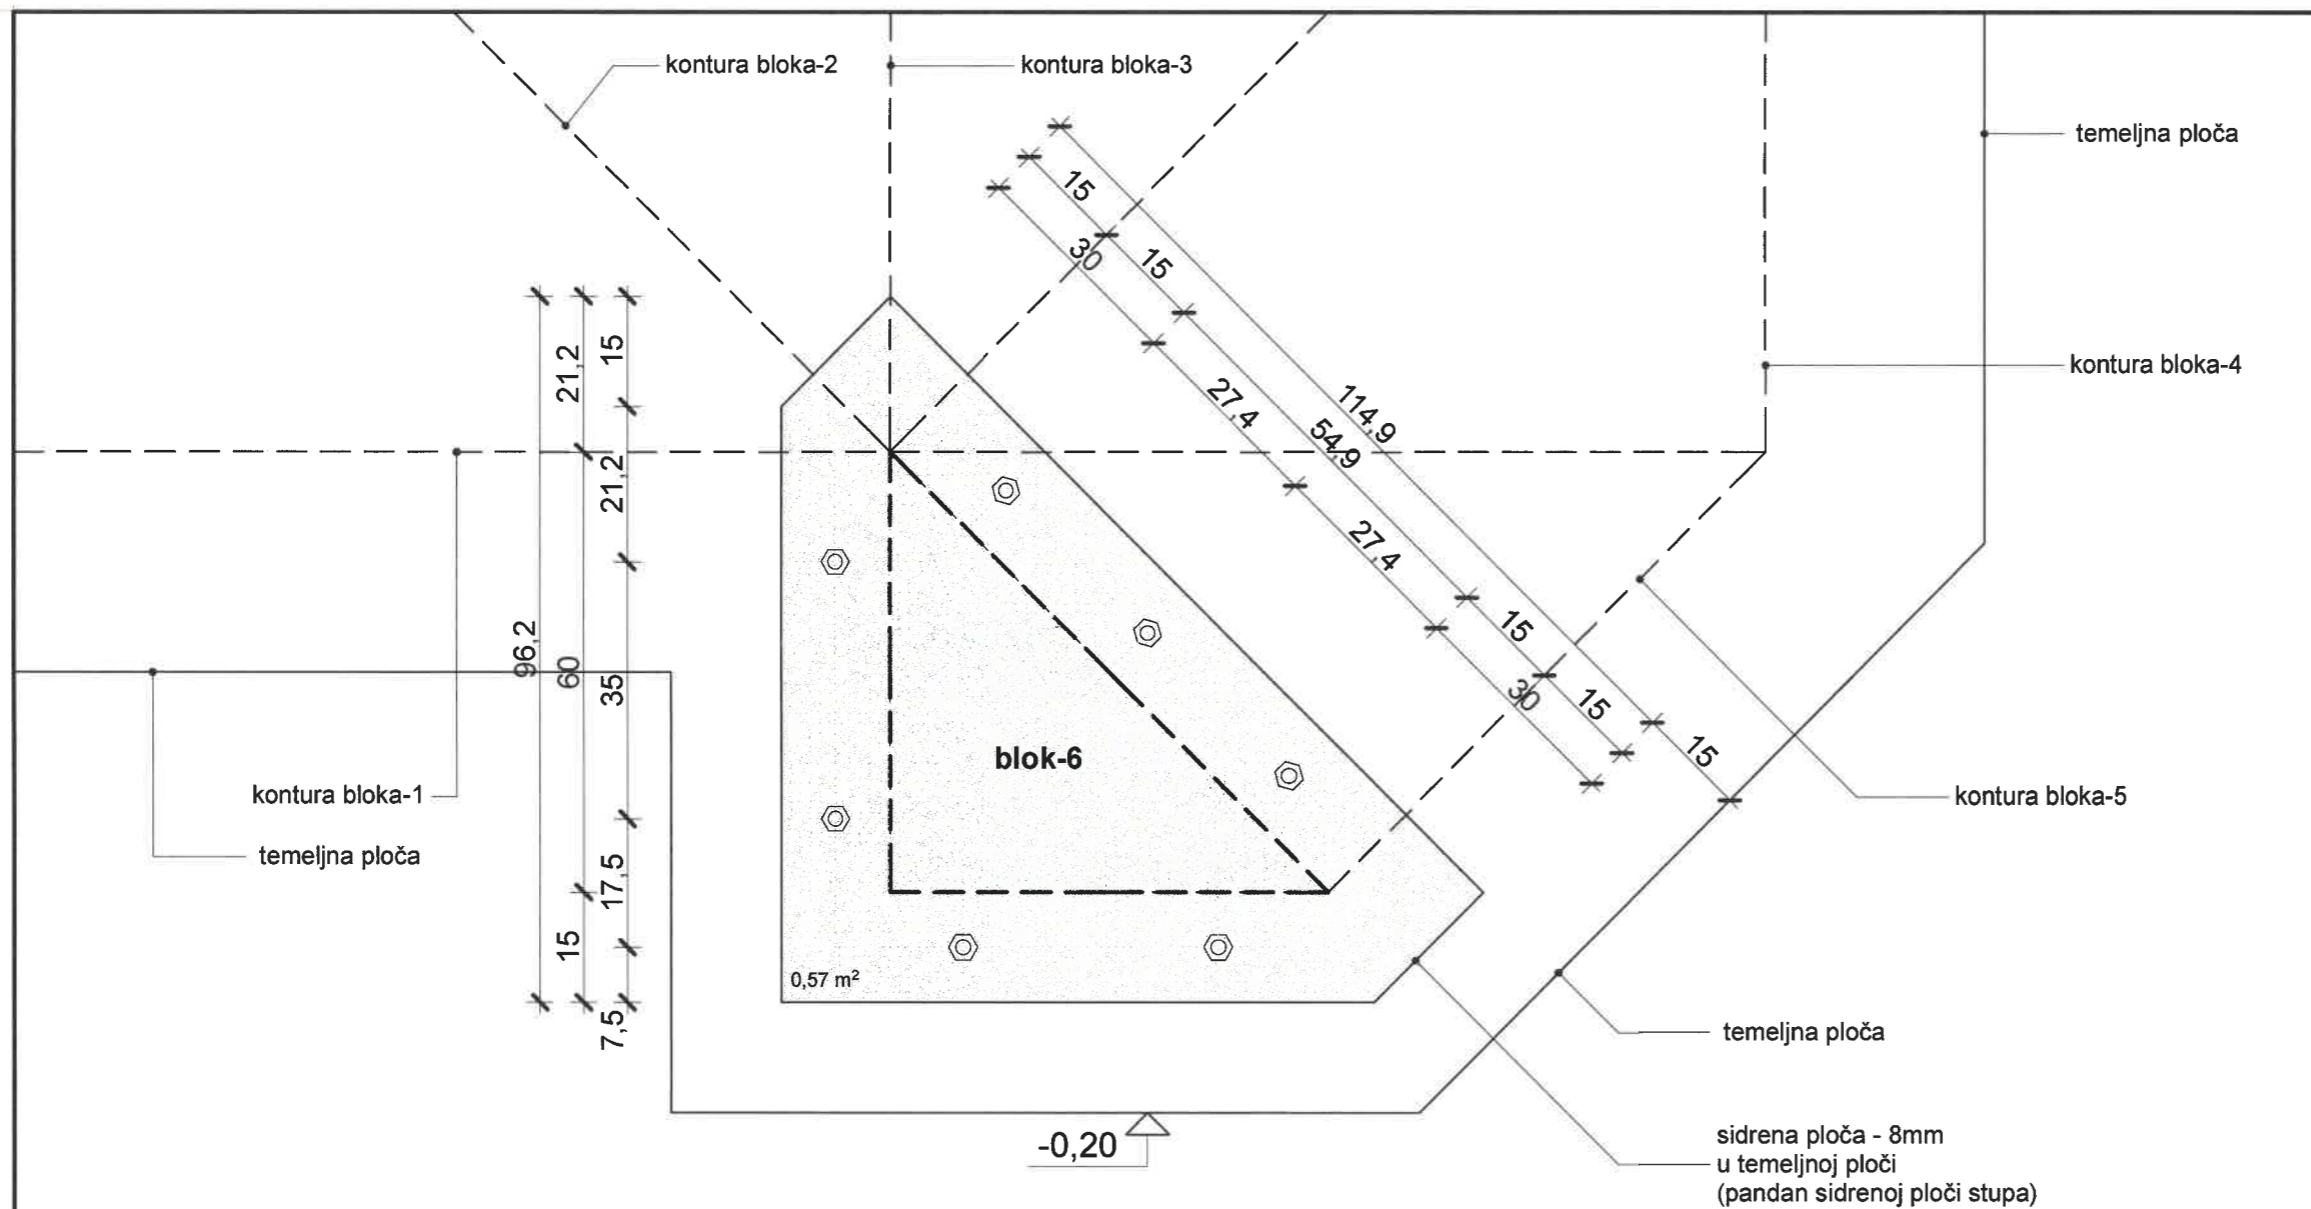 kontura bloka-2
kontura bloka-3
temeljna ploča
15
30
15
15
21,2
27,4
114,9
kontura bloka-4
54,9
21,2
27,4
96,2
60
35
15
30
15
15
blok-6
kontura bloka-1
kontura bloka-5
temeljna ploča
17,5
15
0,57 m²
7,5
temeljna ploča
-0,20
sidrena ploča - 8mm
u temeljnoj ploči
(pandan sidrenoj ploči stupa)